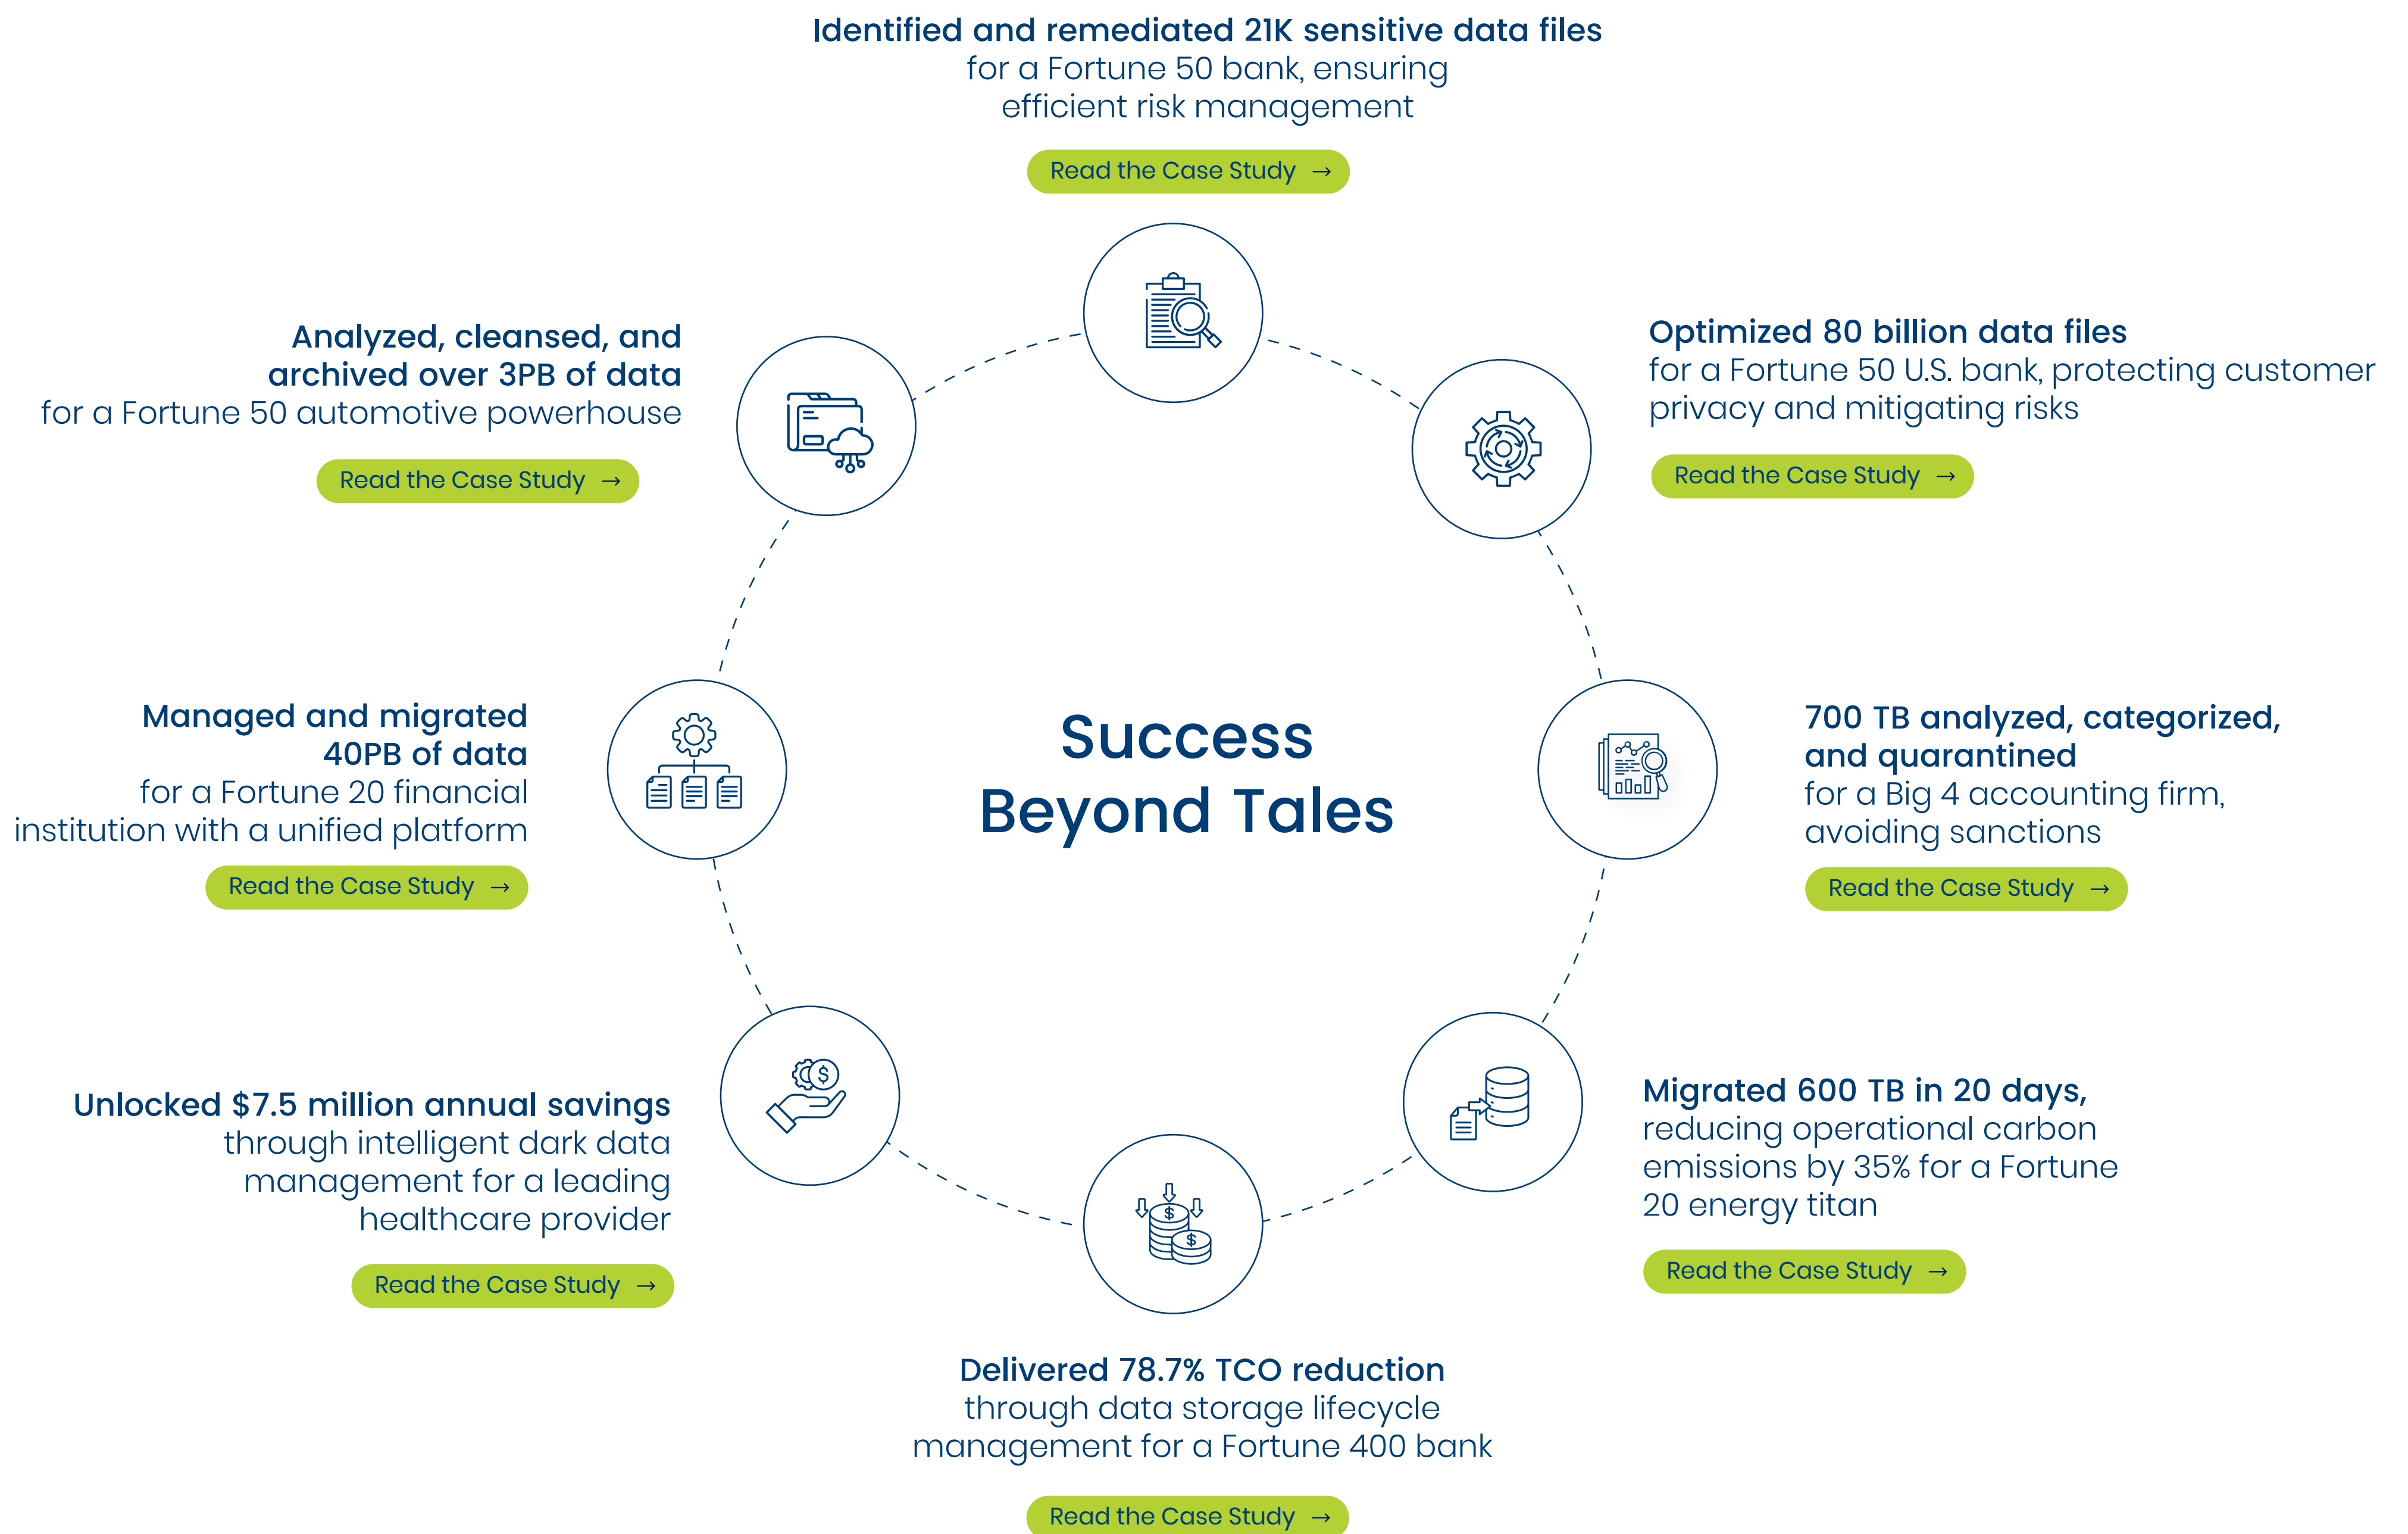 Identified and remediated 21K sensitive data files
for a Fortune 50 bank, ensuring
efficient risk management
Read the Case Study →
Optimized 80 billion data files
for a Fortune 50 U.S. bank, protecting customer
privacy and mitigating risks
Read the Case Study →
700 TB analyzed, categorized,
and quarantined
for a Big 4 accounting firm,
avoiding sanctions
Read the Case Study →
Migrated 600 TB in 20 days,
reducing operational carbon
emissions by 35% for a Fortune
20 energy titan
Read the Case Study →
Delivered 78.7% TCO reduction
through data storage lifecycle
management for a Fortune 400 bank
Read the Case Study →
Unlocked $7.5 million annual savings
through intelligent dark data
management for a leading
healthcare provider
Read the Case Study →
Managed and migrated
40PB of data
for a Fortune 20 financial
institution with a unified platform
Read the Case Study →
Analyzed, cleansed, and
archived over 3PB of data
for a Fortune 50 automotive powerhouse
Read the Case Study →
Success
Beyond Tales
$
$
$